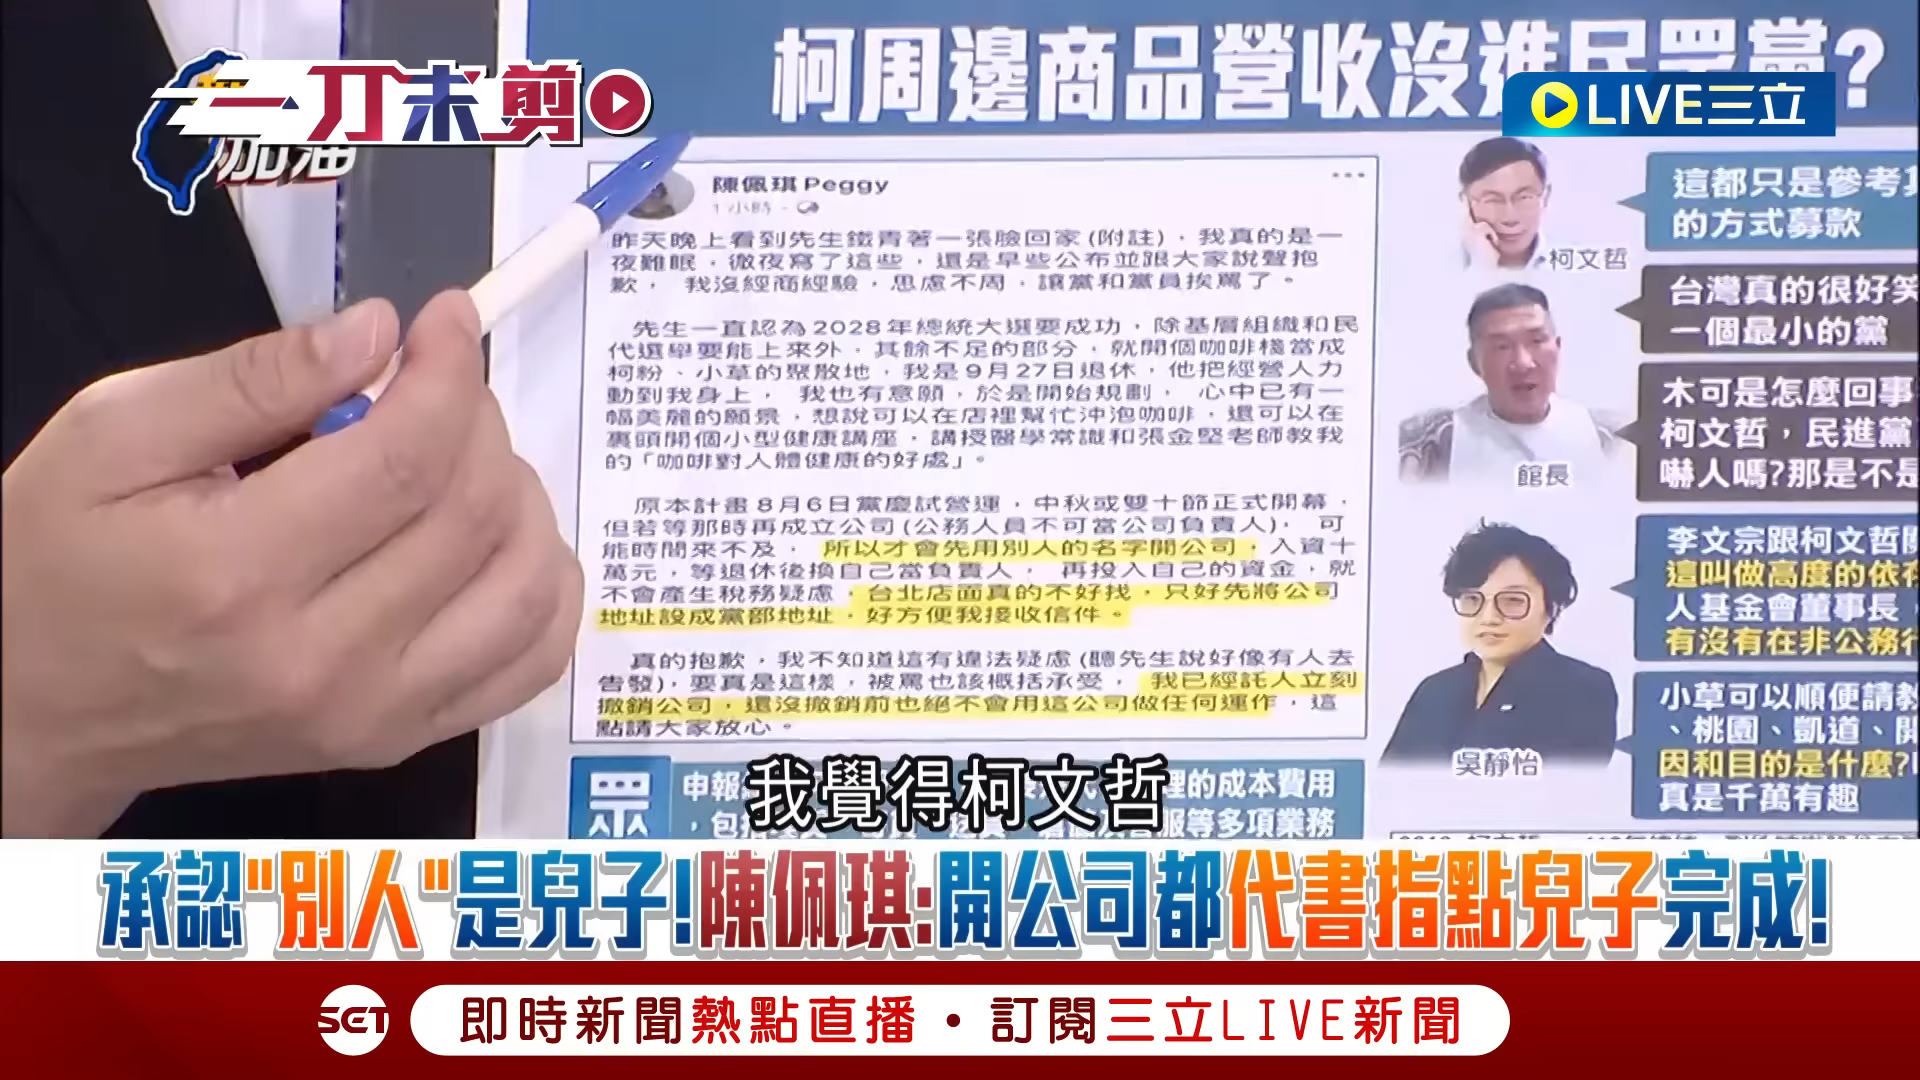 一刀未剪
加油
柯周邊商品營收沒進民眾黨?
LIVE三立
陳佩琪 Peggy
昨天晚上看到先生鐵青著一張臉回家(附註)，我真的是一
夜難眠，徹夜寫了這些，還是早些公布並跟大家說聲抱
歉， 我沒經商經驗，思慮不周，讓黨和黨員挨罵了。
先生一直認為2028年總統大選要成功，除基層組織和民
代選舉要能上來外，其餘不足的部分，就開個咖啡棧當成
柯粉、小草的聚散地，我是9月27日退休，他把經營人力
動到我身上， 我也有意願，於是開始規劃， 心中已有一
幅美麗的願景，想說可以在店裡幫忙沖泡咖啡，還可以在
裏頭開個小型健康講座，講授醫學常識和張金堅老師教我
的「咖啡對人體健康的好處」。
原本計畫8月6日黨慶試營運，中秋或雙十節正式開幕，
但若等那時再成立公司(公務人員不可當公司負責人)， 可
能時間來不及， 所以才會先用別人的名字開公司，入資十
萬元，等退休後換自己當負責人， 再投入自己的資金，就
不會產生稅務疑慮，台北店面真的不好找，只好先將公司
地址設成黨部地址，好方便我接收信件。
真的抱歉，我不知道這有違法疑慮(聽先生說好像有人去
告發)，要真是這樣，被罵也該概括承受， 我已經託人立刻
撤銷公司，還沒撤銷前也絕不會用這公司做任何運作，這
點請大家放心。
這都只是參考
的方式募款
柯文哲
台灣真的很好笑
一個最小的黨
木可是怎麼回事
柯文哲，民進黨
嚇人嗎?那是不是
館長
李文宗跟柯文哲
這叫做高度的依存
人基金會董事長，
有沒有在非公務行
小草可以順便請教
、桃園、凱道、開
因和目的是什麼?
真是千萬有趣
吳靜怡
眾
申報
理的成本費用
，包
服等多項業務
我覺得柯文哲
承認"別人"是兒子!陳佩琪:開公司都代書指點兒子完成!
SET 即時新聞熱點直播・訂閱三立LIVE新聞